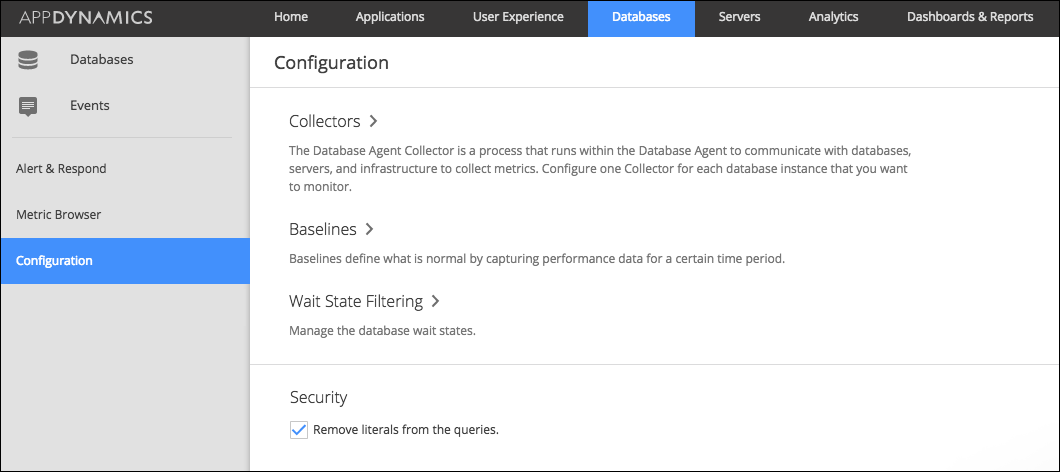 APPDYNAMICS Home Applications User Experience Databases Servers Analytics Dashboards & Reports
Databases
Events
Alert & Respond
Metric Browser
Configuration
Configuration
Collectors
The Database Agent Collector is a process that runs within the Database Agent to communicate with databases,
servers, and infrastructure to collect metrics. Configure one Collector for each database instance that you want
to monitor.
Baselines
Baselines define what is normal by capturing performance data for a certain time period.
Wait State Filtering
Manage the database wait states.
Security
Remove literals from the queries.